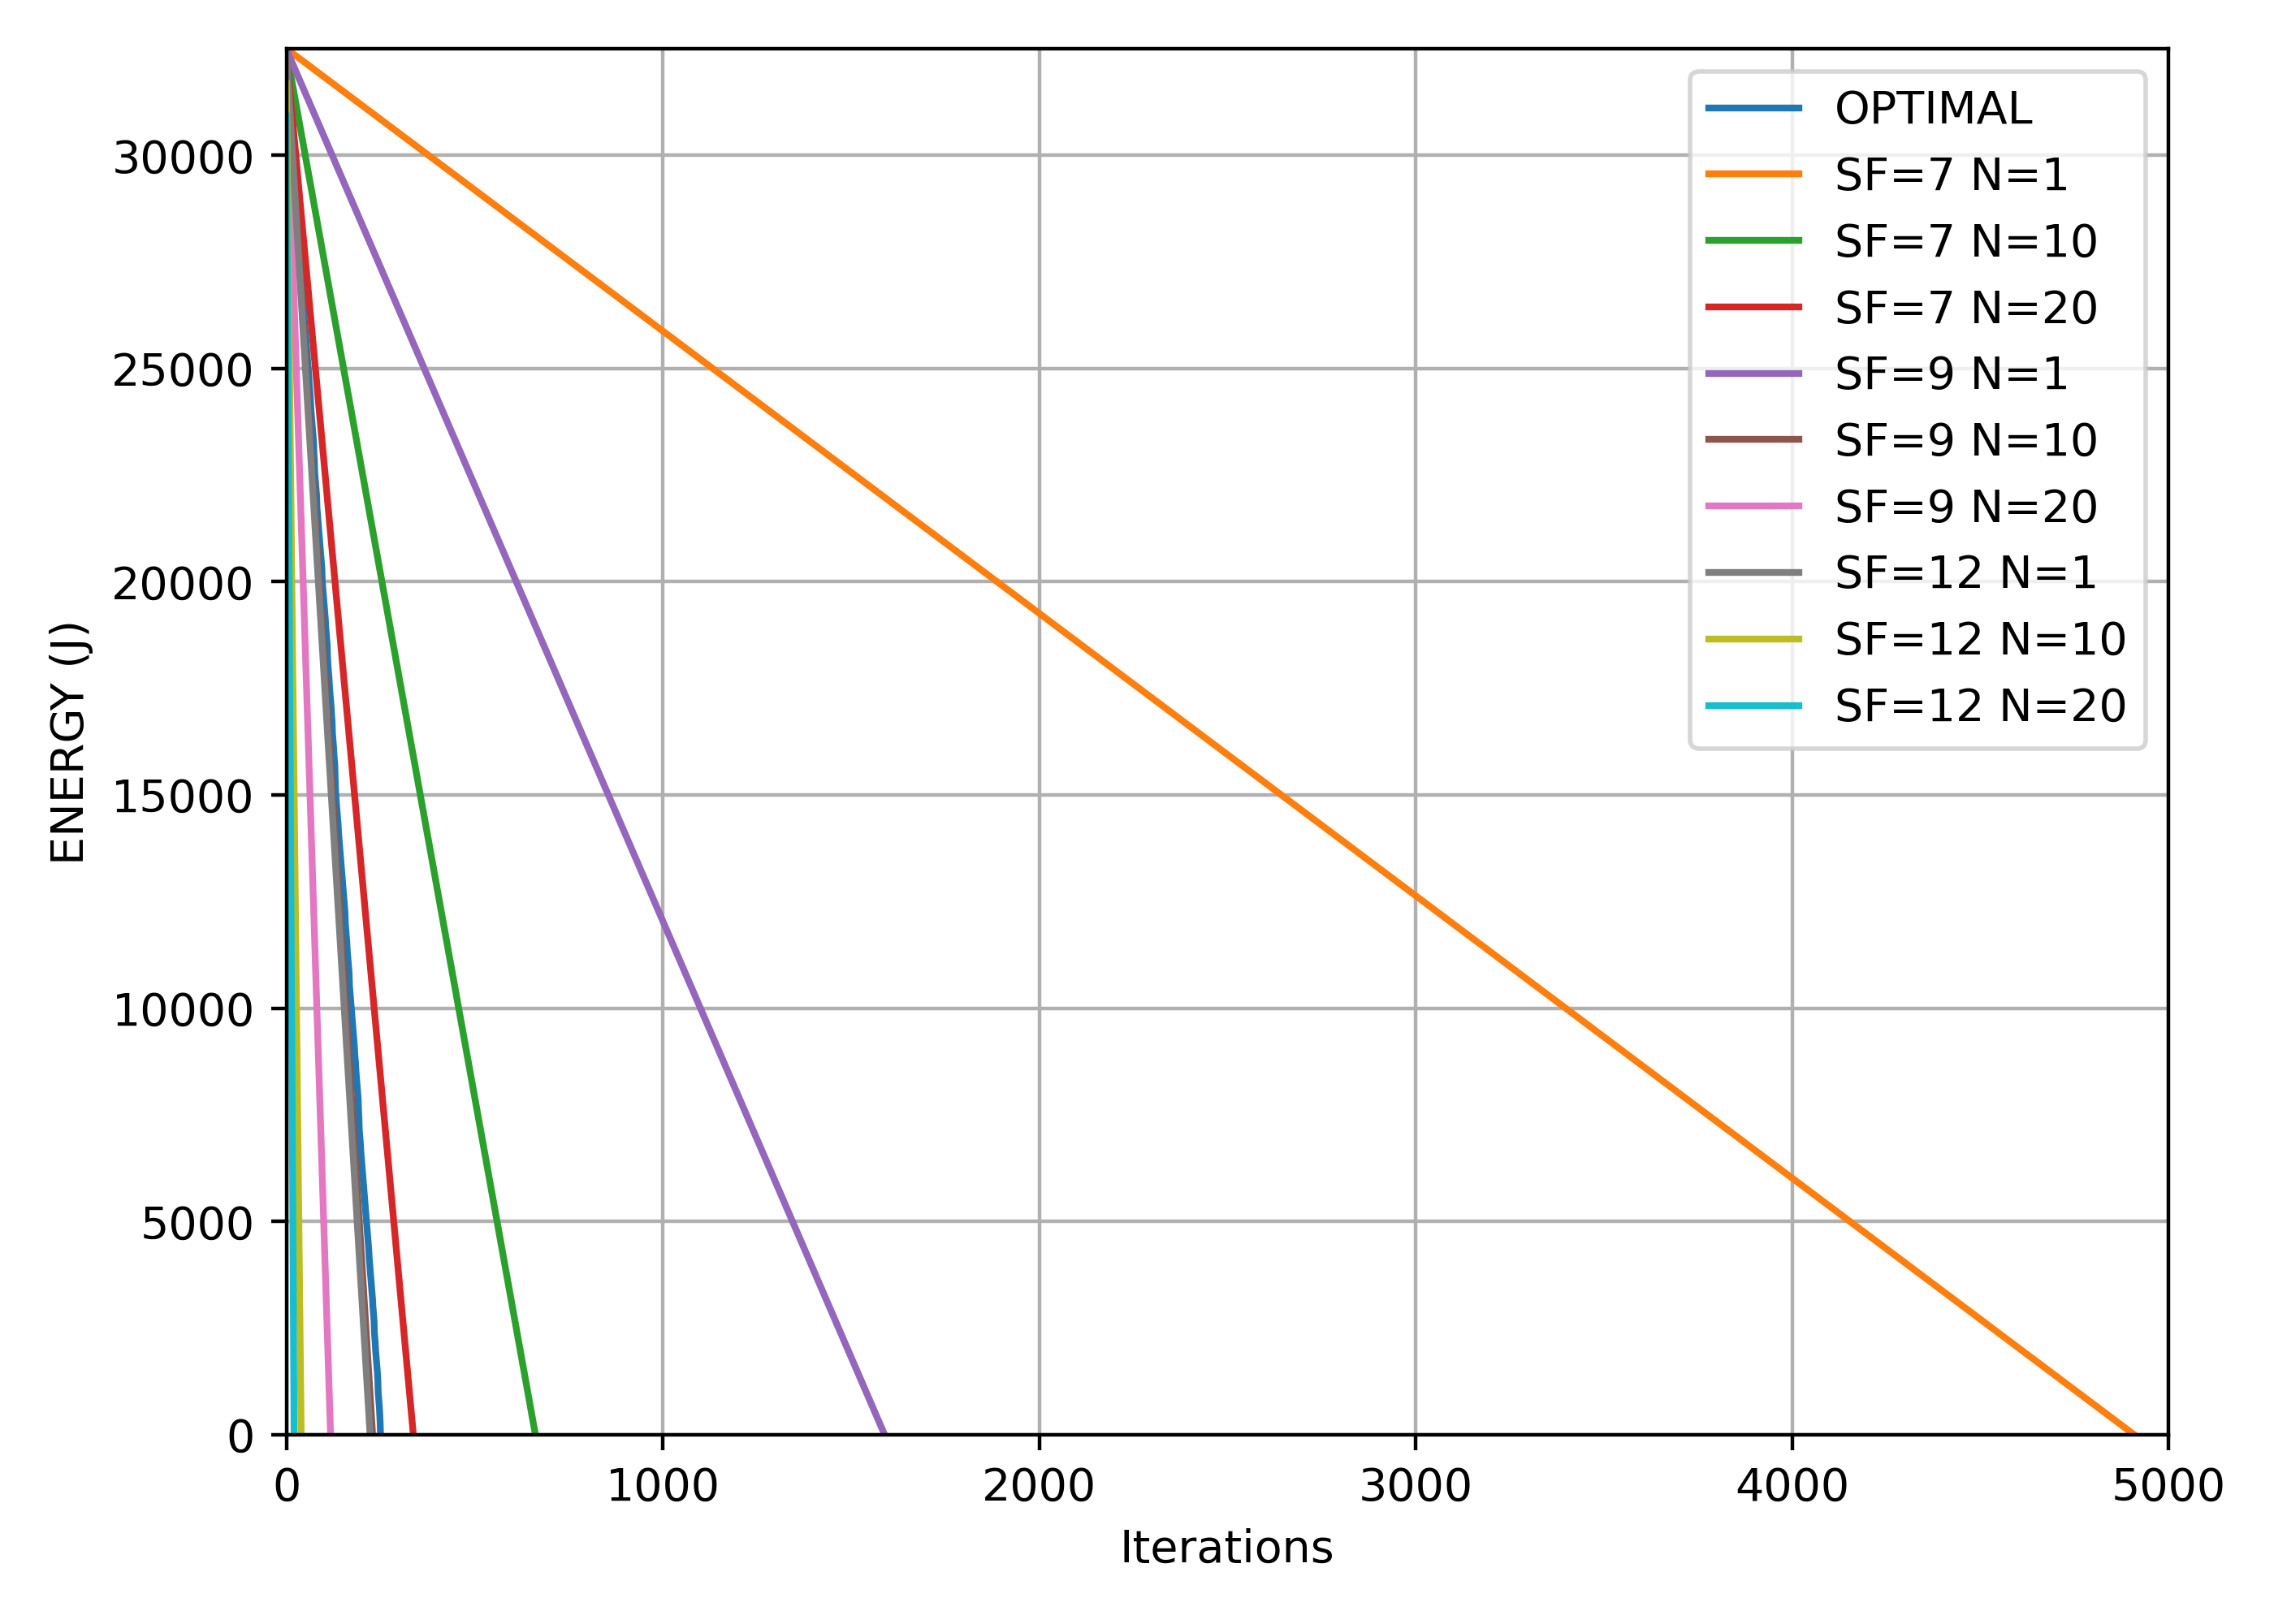 ENERGY (J)
30000
25000
20000
15000
10000
5000
0
0 1000 2000 3000 4000 5000
Iterations
OPTIMAL
SF=7 N=1
SF=7 N=10
SF=7 N=20
SF=9 N=1
SF=9 N=10
SF=9 N=20
SF=12 N=1
SF=12 N=10
SF=12 N=20